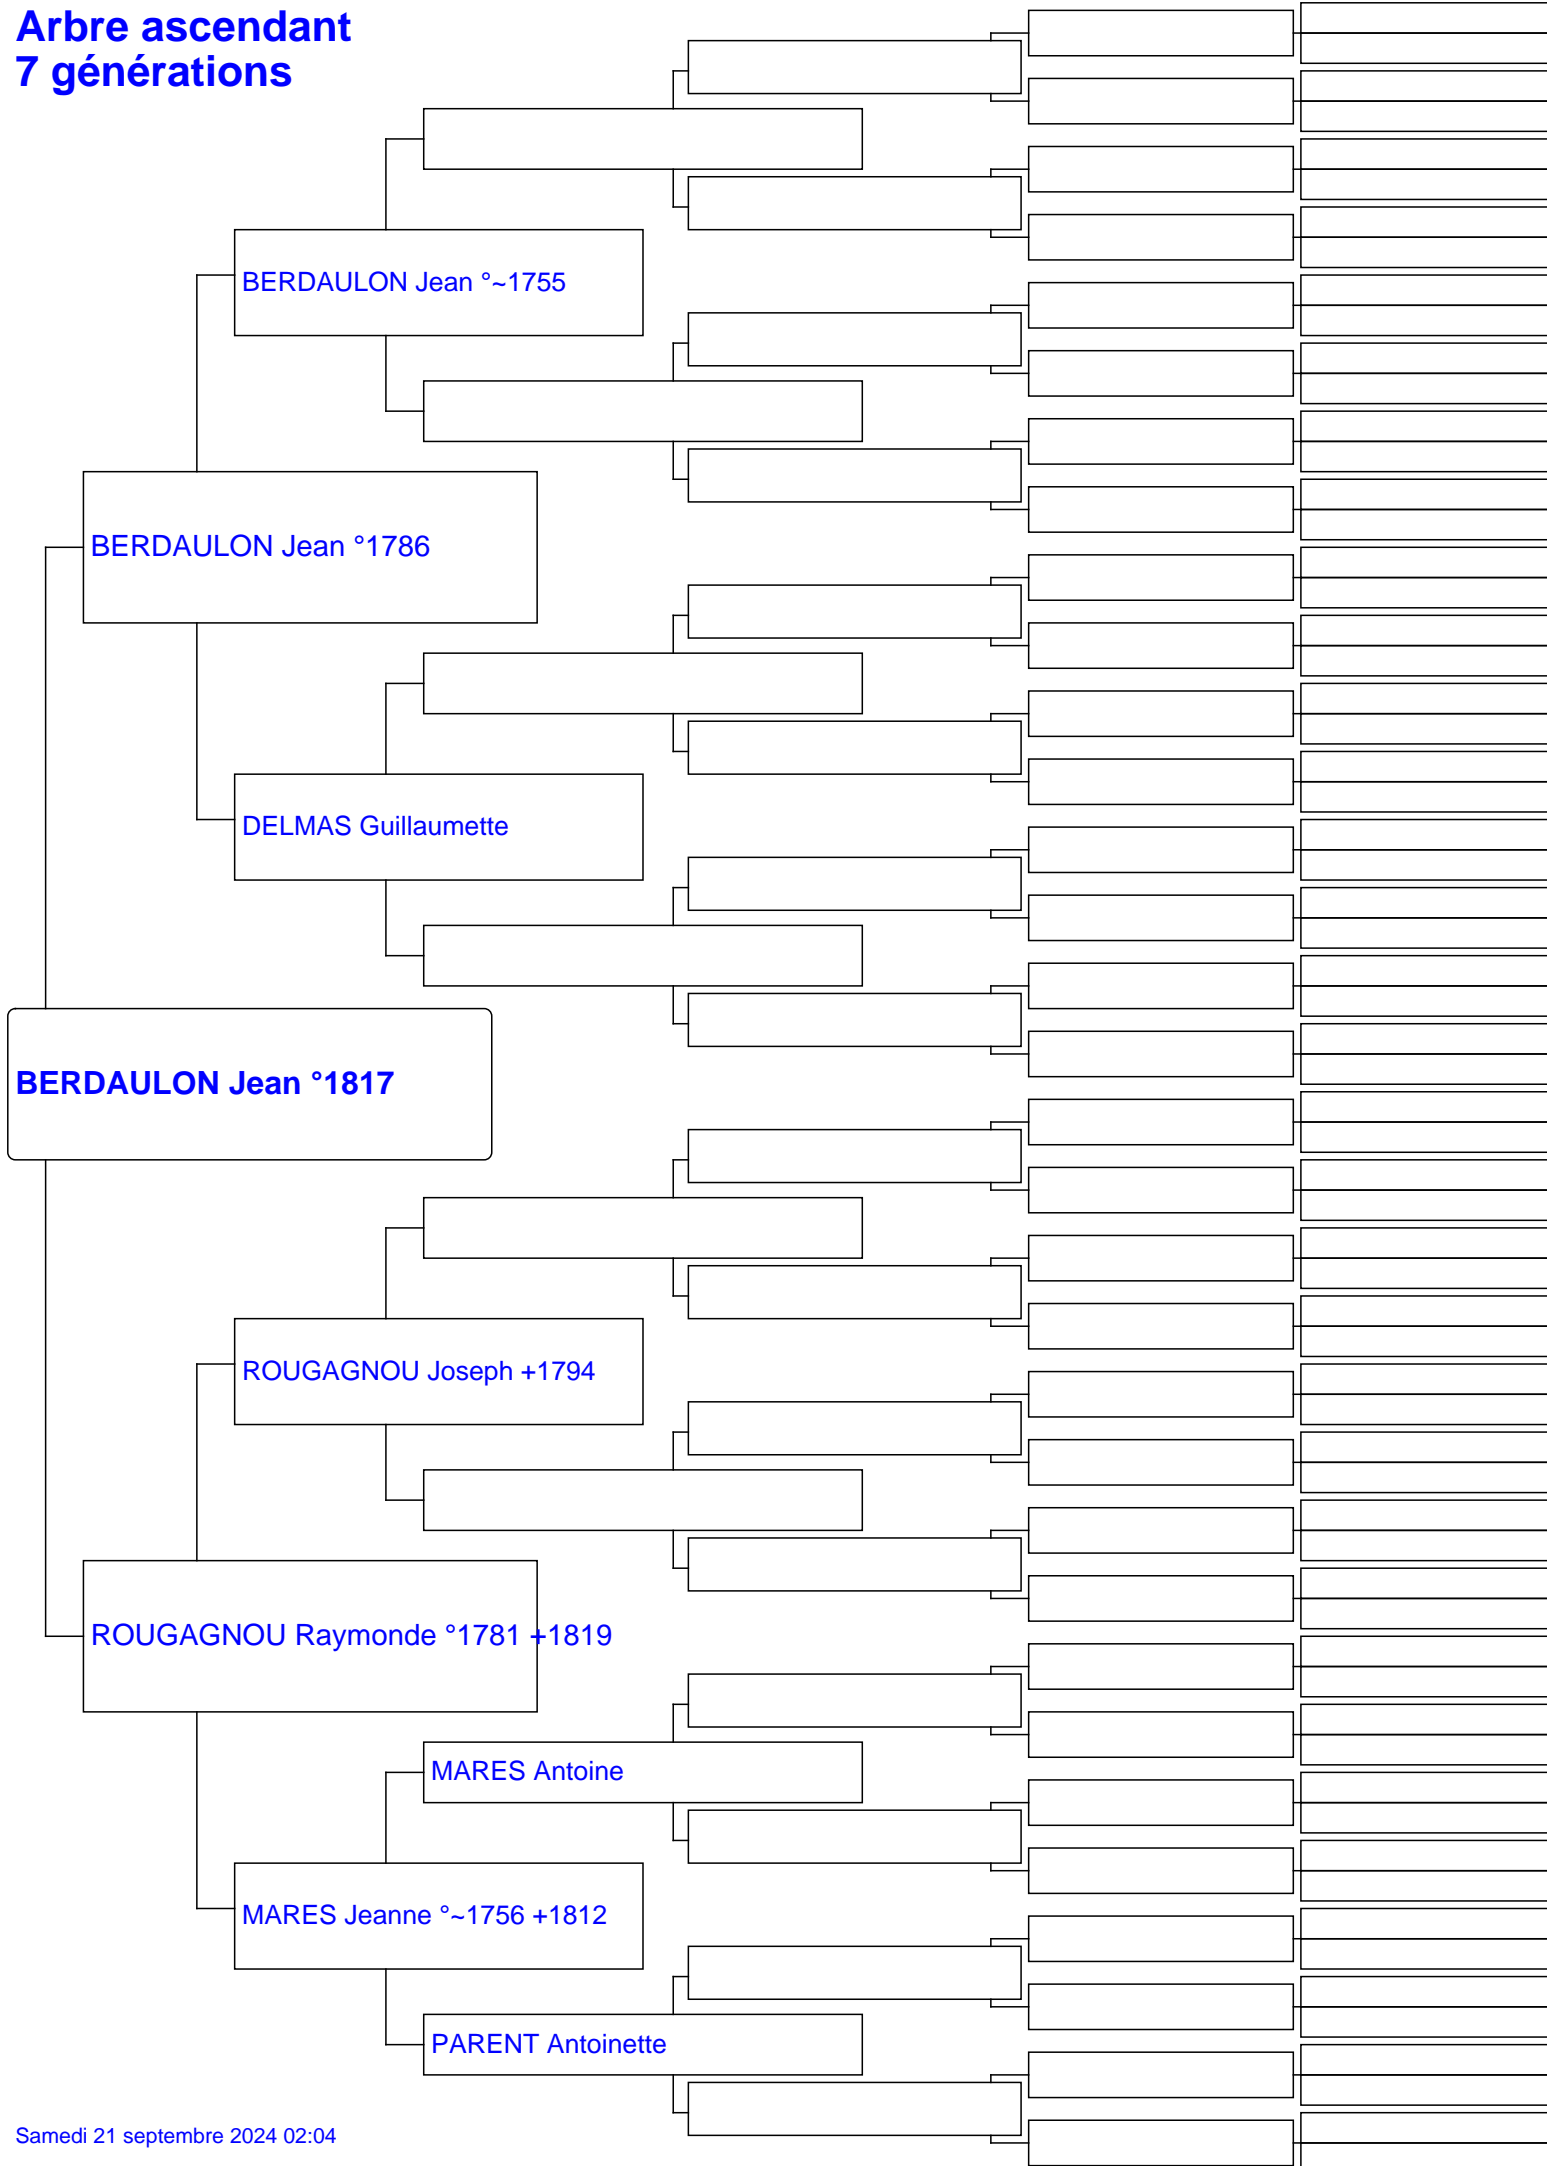 Arbre ascendant
7 générations
BERDAULON Jean °~1755
BERDAULON Jean °1786
DELMAS Guillaumette
BERDAULON Jean °1817
ROUGAGNOU Joseph +1794
ROUGAGNOU Raymonde °1781 +1819
MARES Antoine
MARES Jeanne °~1756 +1812
PARENT Antoinette
Samedi 21 septembre 2024 02:04